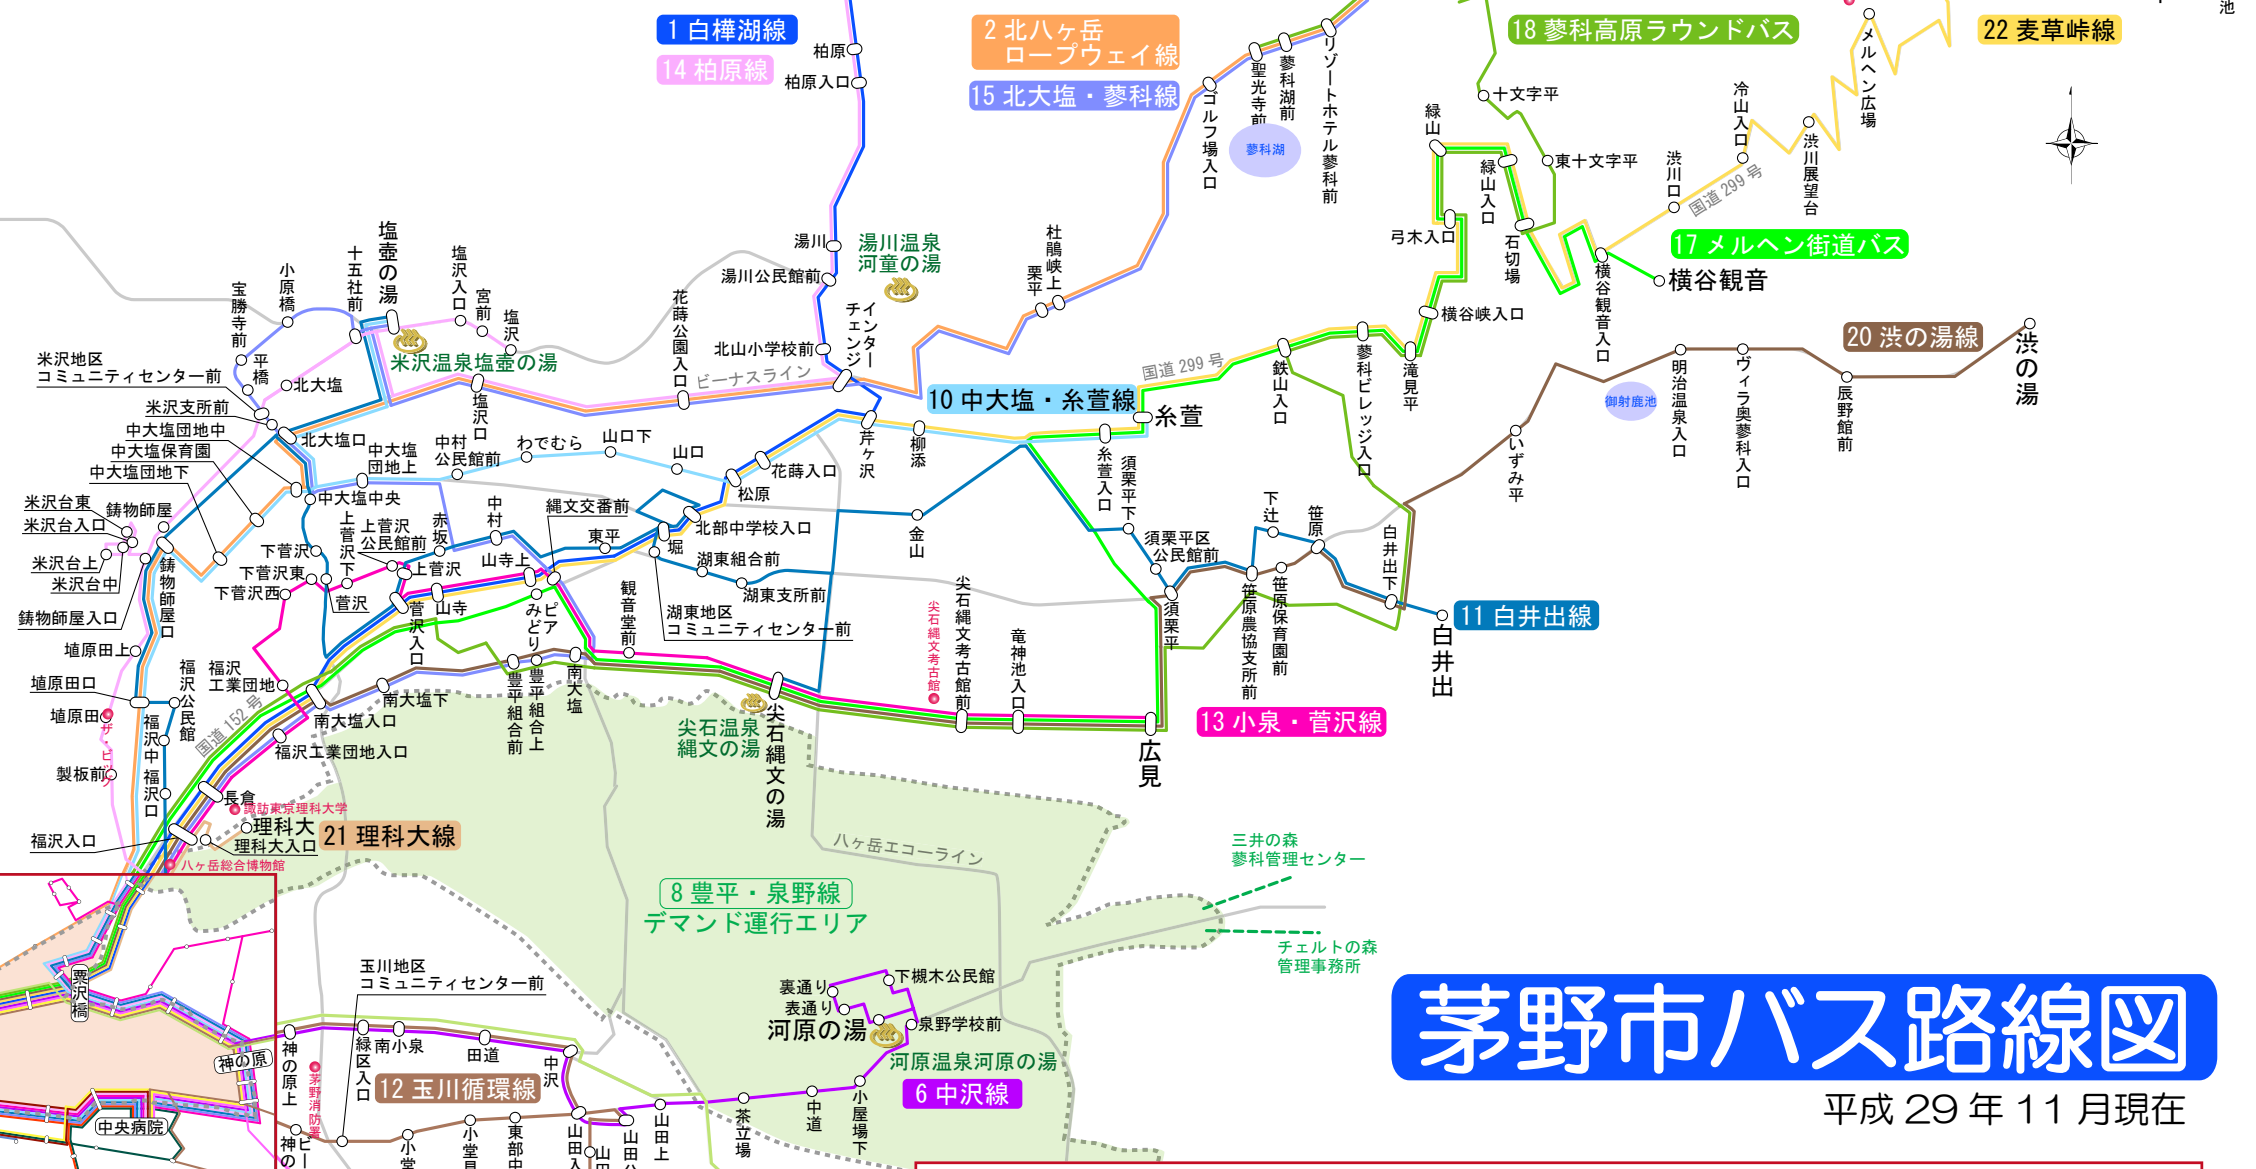 1 白樺湖線
14 柏原線
2 北八ヶ岳
ロープウェイ線
15 北大塩・蓼科線
18 蓼科高原ラウンドバス
22 麦草峠線
池
柏原
柏原入口
ゴルフ場入口
聖光寺前
蓼科湖前
リゾートホテル蓼科前
蓼科湖
十文字平
東十文字平
緑山
緑山入口
弓木入口
石切場
メルヘン広場
冷山入口
渋川展望台
渋川口
国道 299 号
17 メルヘン街道バス
横谷観音
横谷観音入口
横谷峡入口
湯川
湯川公民館前
湯川温泉
河童の湯
杜鵑峡上
栗平
塩壺の湯
十五社前
小原橋
宝勝寺前
平橋
塩沢入口
宮前
塩沢
花蒔公園入口
北山小学校前
インター
チェンジ
ビーナスライン
米沢温泉塩壺の湯
塩沢口
米沢地区
コミュニティセンター前
北大塩
米沢支所前
中大塩団地中
中大塩保育園
中大塩団地下
北大塩口
中大塩
団地上
中村
公民館前
わでむら
山口下
山口
花蒔入口
松原
芹ヶ沢
柳添
10 中大塩・糸萱線
糸萱
国道 299 号
鉄山入口
蓼科ビレッジ入口
滝見平
20 渋の湯線
渋の湯
御射鹿池
明治温泉入口
ヴィラ奥蓼科入口
辰野館前
いずみ平
米沢台東
米沢台入口
米沢台上
米沢台中
鋳物師屋
鋳物師屋入口
鋳物師屋口
中大塩中央
下菅沢
下菅沢東
下菅沢西
菅沢
上菅沢下
上菅沢
公民館前
上菅沢
赤坂
中村
縄文交番前
東平
山寺上
山寺
菅沢入口
ピア
みどり
堀
北部中学校入口
湖東組合前
湖東支所前
湖東地区
コミュニティセンター前
観音堂前
金山
糸萱入口
須栗平下
須栗平区
公民館前
須栗平
下辻
笹原
笹原農協支所前
笹原保育園前
白井出下
白井出
11 白井出線
埴原田上
埴原田口
埴原田
ザ・ビッグ
製板前
福沢公民館
福沢中
福沢口
福沢入口
福沢
工業団地
国道 152 号
南大塩入口
南大塩下
福沢工業団地入口
豊平組合前
豊平組合上
南大塩
尖石温泉
縄文の湯
尖石縄文の湯
尖石縄文考古館
尖石縄文考古館前
竜神池入口
広見
13 小泉・菅沢線
長倉
諏訪東京理科大学
理科大
理科大入口
21 理科大線
八ヶ岳総合博物館
八ヶ岳エコーライン
8 豊平・泉野線
デマンド運行エリア
三井の森
蓼科管理センター
チェルトの森
管理事務所
粟沢橋
神の原
中央病院
玉川地区
コミュニティセンター前
神の原上
緑区入口
南小泉
田道
中沢
茅野消防署
12 玉川循環線
裏通り
表通り
下槻木公民館
河原の湯
泉野学校前
河原温泉河原の湯
6 中沢線
山田上
茶立場
中道
小屋場下
茅野市バス路線図
平成 29 年 11 月現在